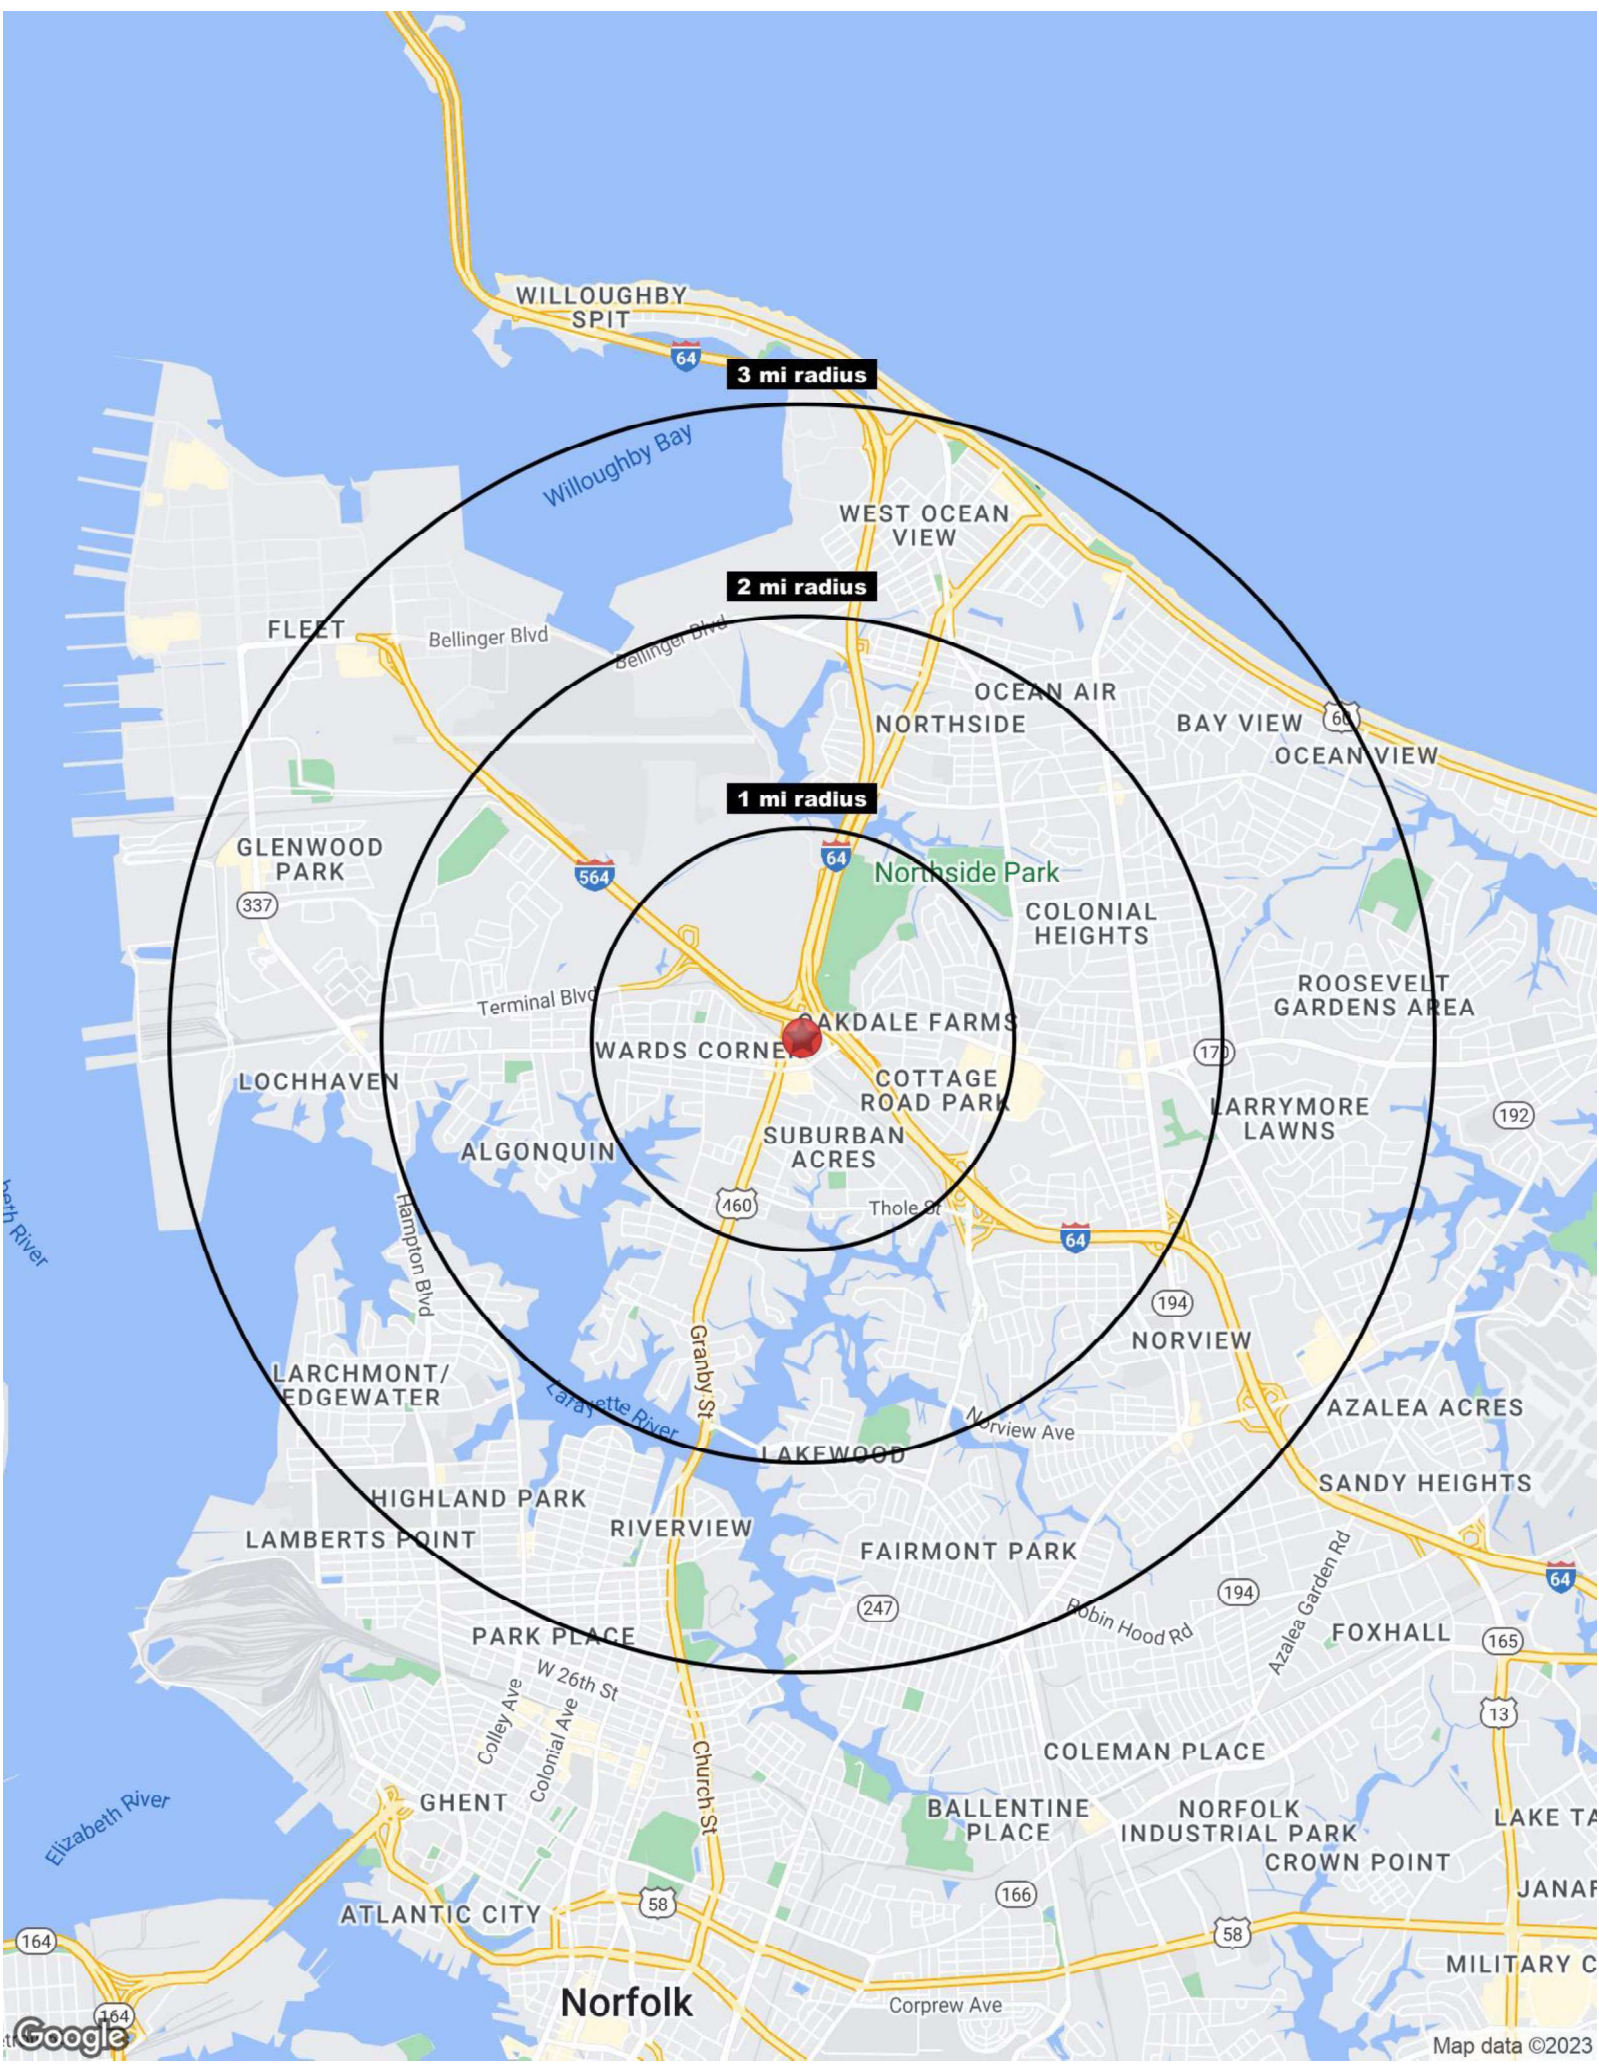 WILLOUGHBY
SPIT
64
3 mi radius
Willoughby Bay
WEST OCEAN
VIEW
2 mi radius
FLEET
Bellinger Blvd
Bellinger Blvd
OCEAN AIR
NORTHSIDE
BAY VIEW
60
OCEAN VIEW
1 mi radius
GLENWOOD
PARK
64
564
Northside Park
337
COLONIAL
HEIGHTS
ROOSEVELT
GARDENS AREA
Terminal Blvd
OAKDALE FARMS
WARDS CORNER
170
LOCHHAVEN
COTTAGE
ROAD PARK
LARRYMORE
LAWNS
192
SUBURBAN
ACRES
ALGONQUIN
460
Thole St
beth River
Hampton Blvd
64
194
NORVIEW
Granby St
LARCHMONT/
EDGEWATER
Lafayette River
AZALEA ACRES
Norview Ave
LAKEWOOD
SANDY HEIGHTS
HIGHLAND PARK
LAMBERTS POINT
RIVERVIEW
FAIRMONT PARK
64
194
247
Robin Hood Rd
Azalea Garden Rd
FOXHALL
165
PARK PLACE
W 26th St
Colley Ave
Colonial Ave
13
Church St
COLEMAN PLACE
GHENT
Elizabeth River
BALLENTINE
PLACE
NORFOLK
INDUSTRIAL PARK
LAKE TA
CROWN POINT
JANAF
166
58
ATLANTIC CITY
58
164
MILITARY C
Norfolk
Corprew Ave
164
Google
Map data ©2023